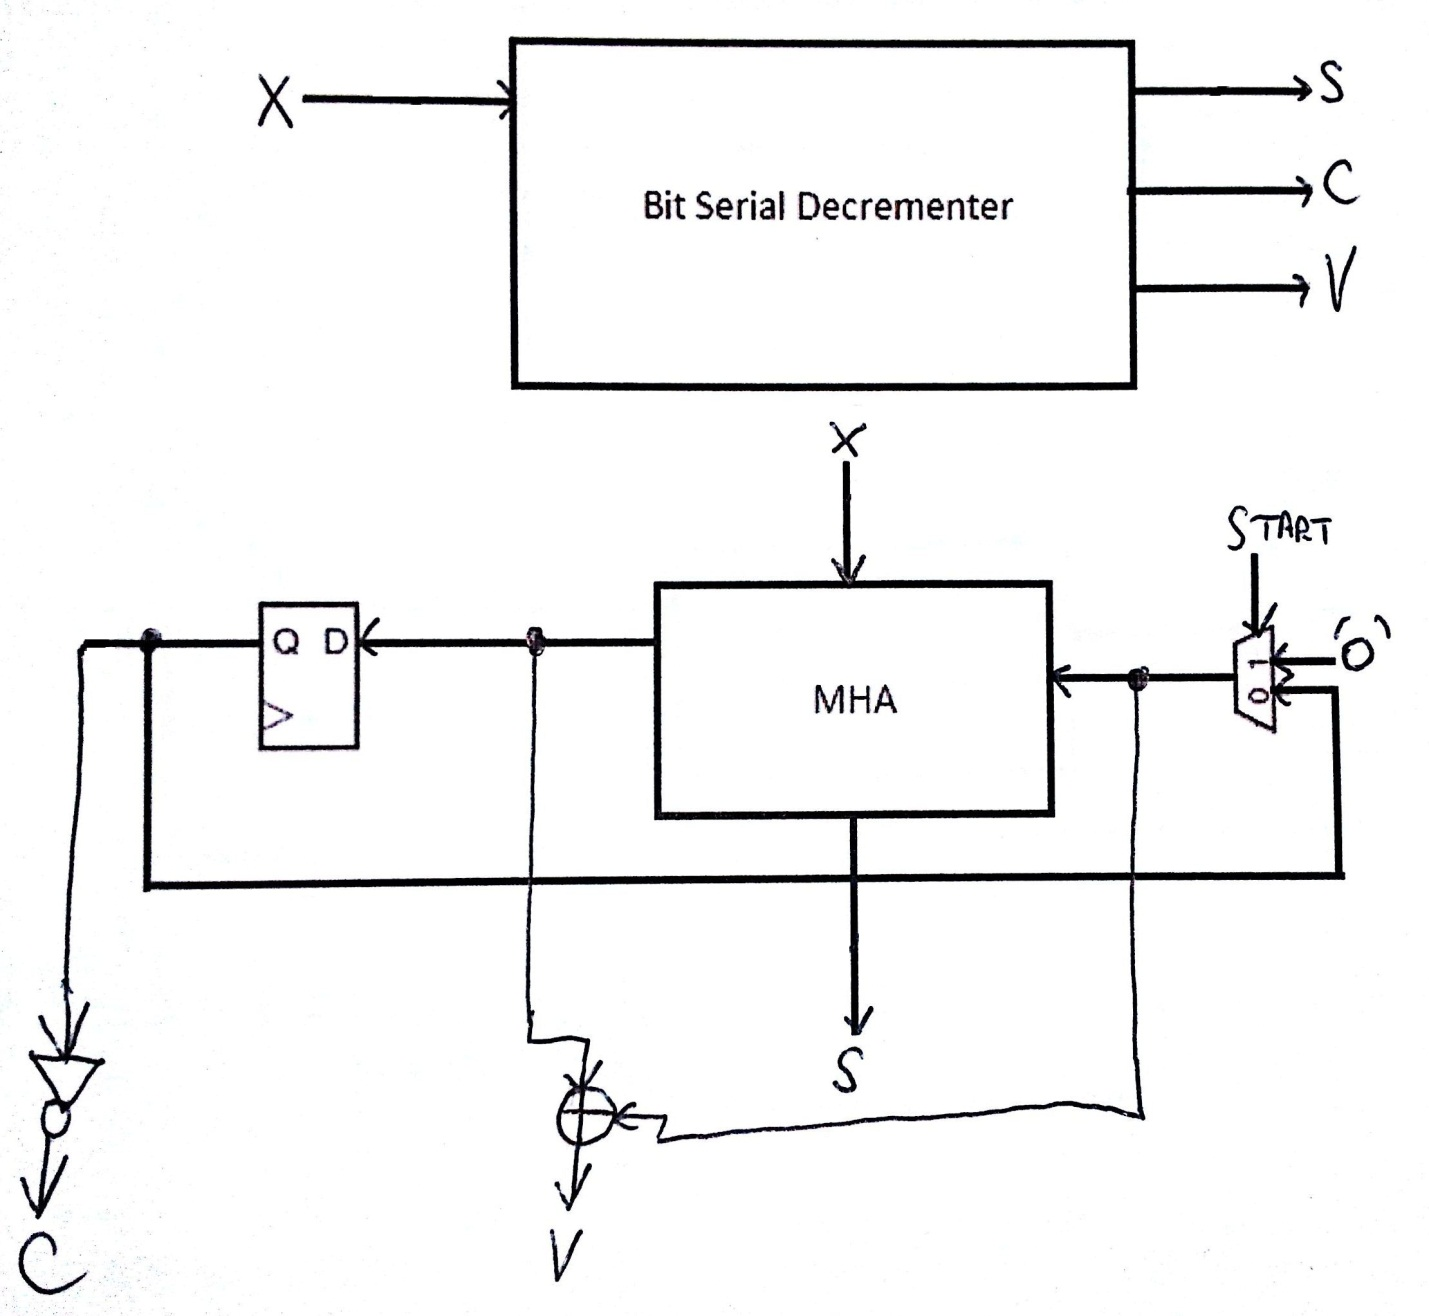 X
Bit Serial Decrementer
S
C
V
X
START
Q D
MHA
1
'0'
0
S
C
V